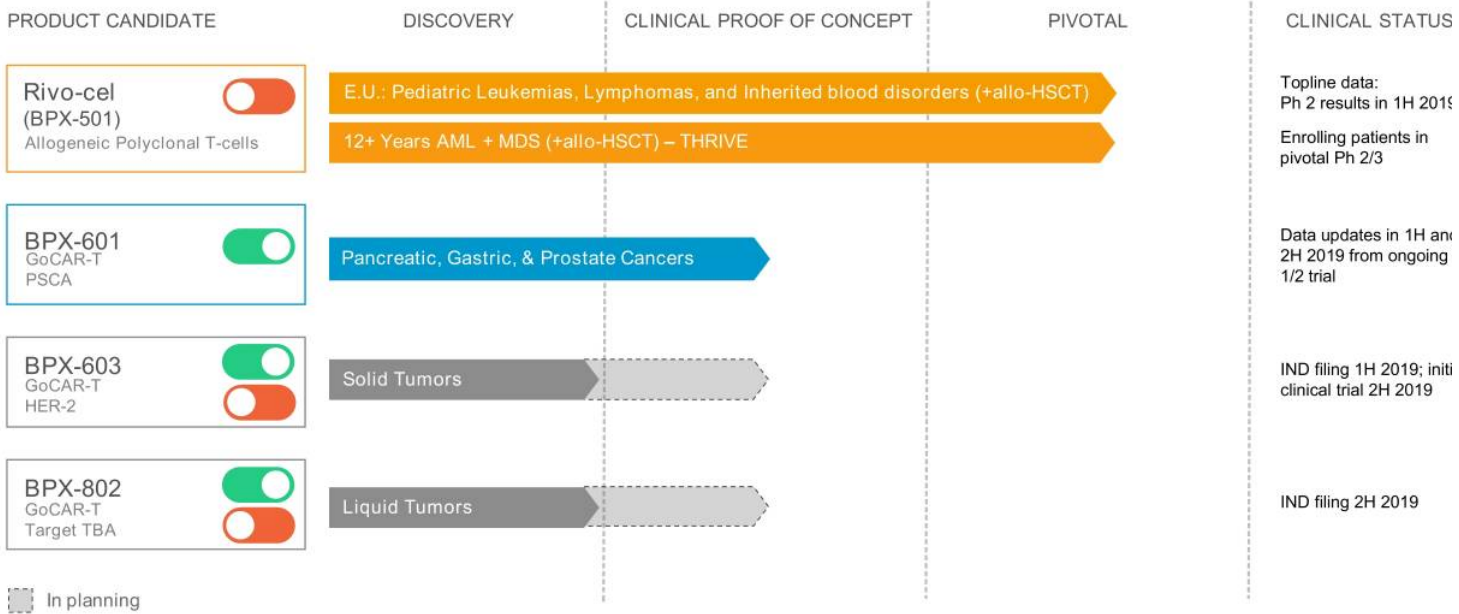 PRODUCT CANDIDATE
DISCOVERY
CLINICAL PROOF OF CONCEPT
PIVOTAL
CLINICAL STATUS
Rivo-cel
(BPX-501)
Allogeneic Polyclonal T-cells
E.U.: Pediatric Leukemias, Lymphomas, and Inherited blood disorders (+allo-HSCT)
12+ Years AML + MDS (+allo-HSCT) – THRIVE
Topline data:
Ph 2 results in 1H 2019
Enrolling patients in
pivotal Ph 2/3
BPX-601
GoCAR-T
PSCA
Pancreatic, Gastric, & Prostate Cancers
Data updates in 1H and
2H 2019 from ongoing
1/2 trial
BPX-603
GoCAR-T
HER-2
Solid Tumors
IND filing 1H 2019; initi
clinical trial 2H 2019
BPX-802
GoCAR-T
Target TBA
Liquid Tumors
IND filing 2H 2019
In planning